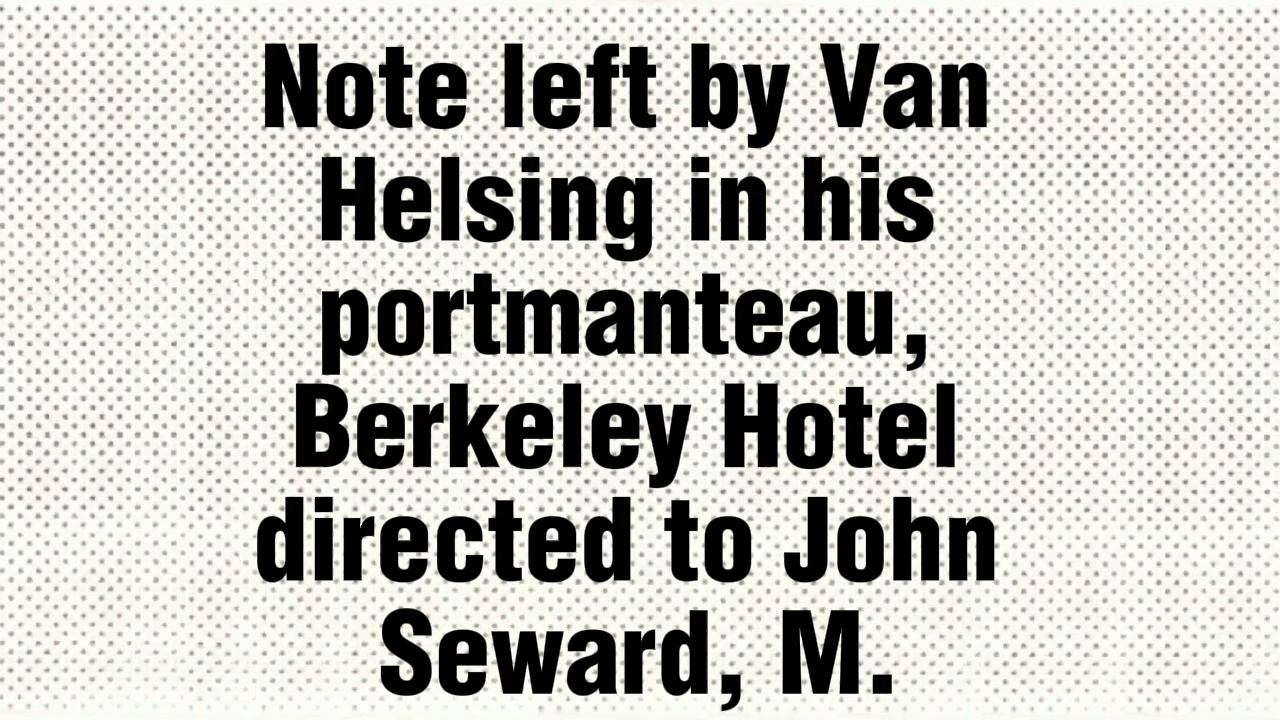 Note left by Van
Helsing in his
portmanteau,
Berkeley Hotel
directed to John
Seward, M.